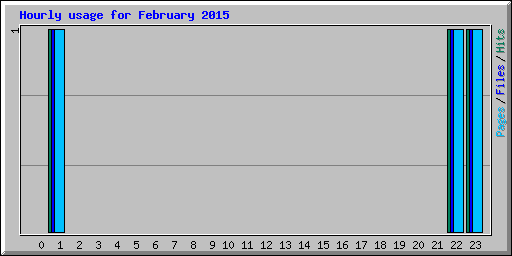 Hourly usage for February 2015
1
Pages/Files/Hits
0 1 2 3 4 5 6 7 8 9 10 11 12 13 14 15 16 17 18 19 20 21 22 23